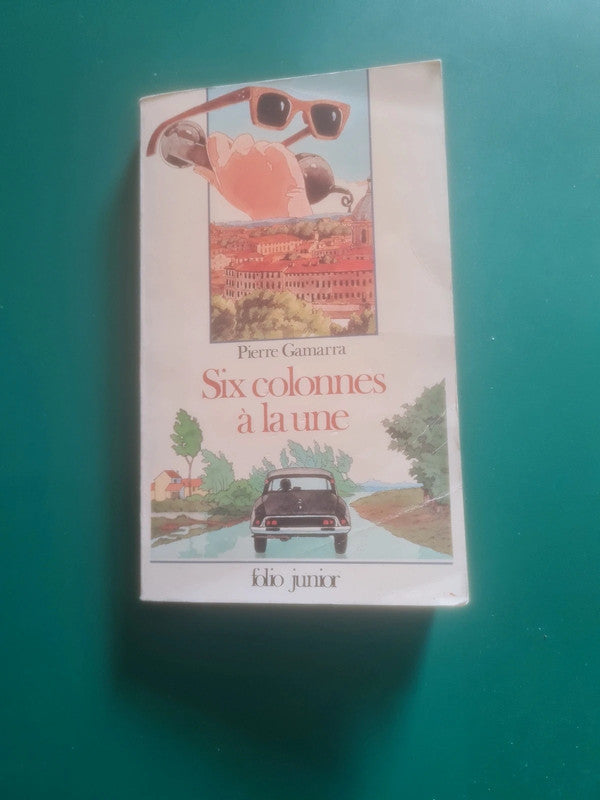 Pierre Gamarra
Six colonnes
à la une
folio junior